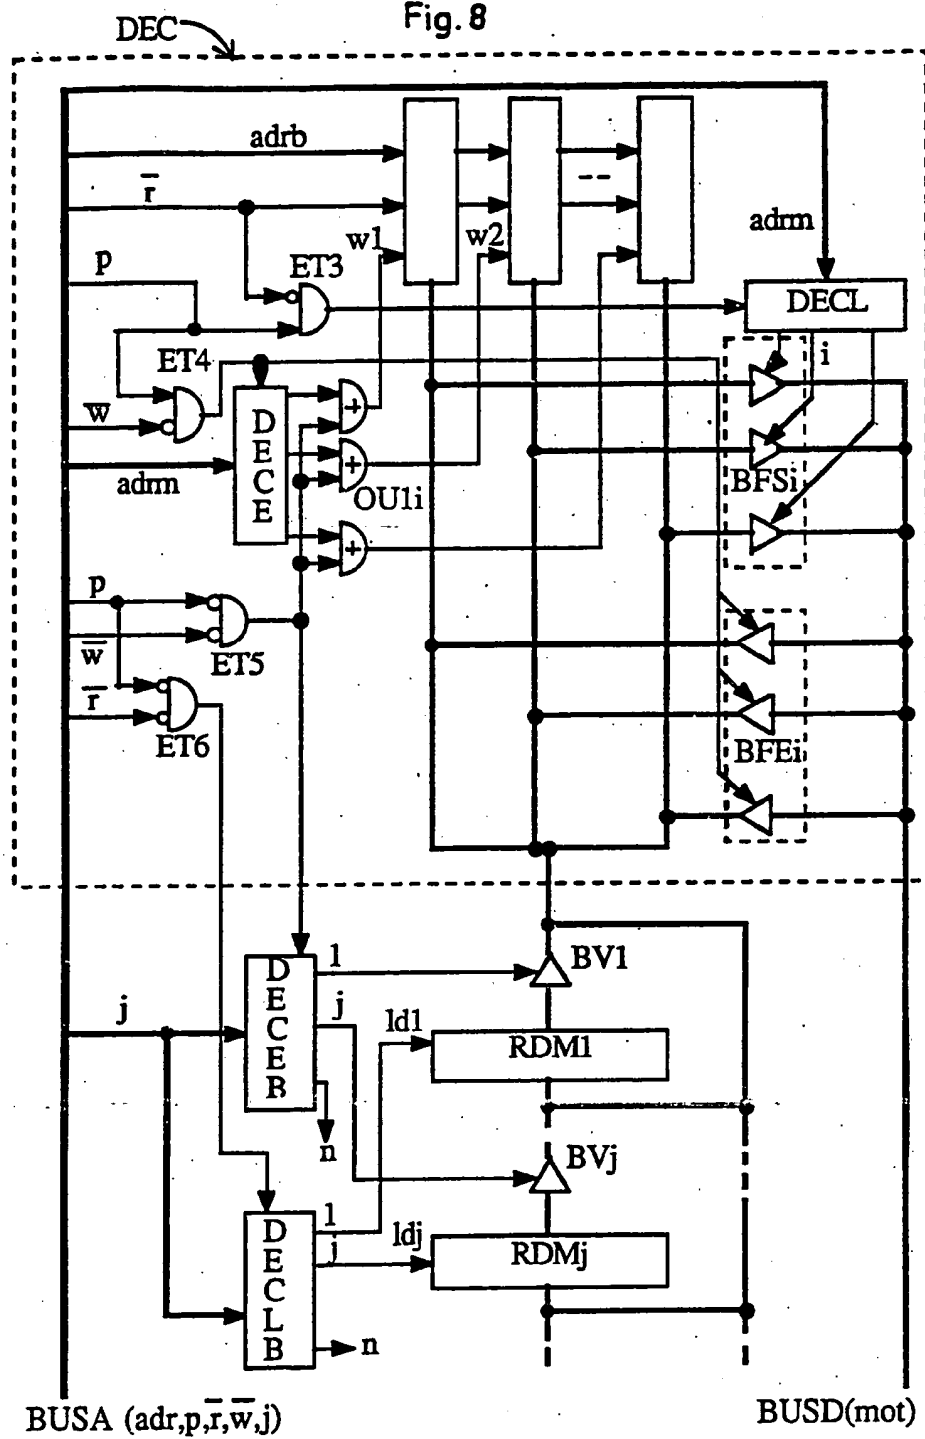 Fig. 8
DEC
adrb
r̅
w1
w2
adrm
p
ET3
DECL
ET4
i
w̅
DECE
adrm
OU1i
BFSi
p
w̅
ET5
r̅
ET6
BFEi
DECEB
1
BV1
j
j
ld1
RDM1
n
BVj
DECLB
1
j
ldj
RDMj
n
BUSA (adr,p,r̅,w̅,j)
BUSD(mot)